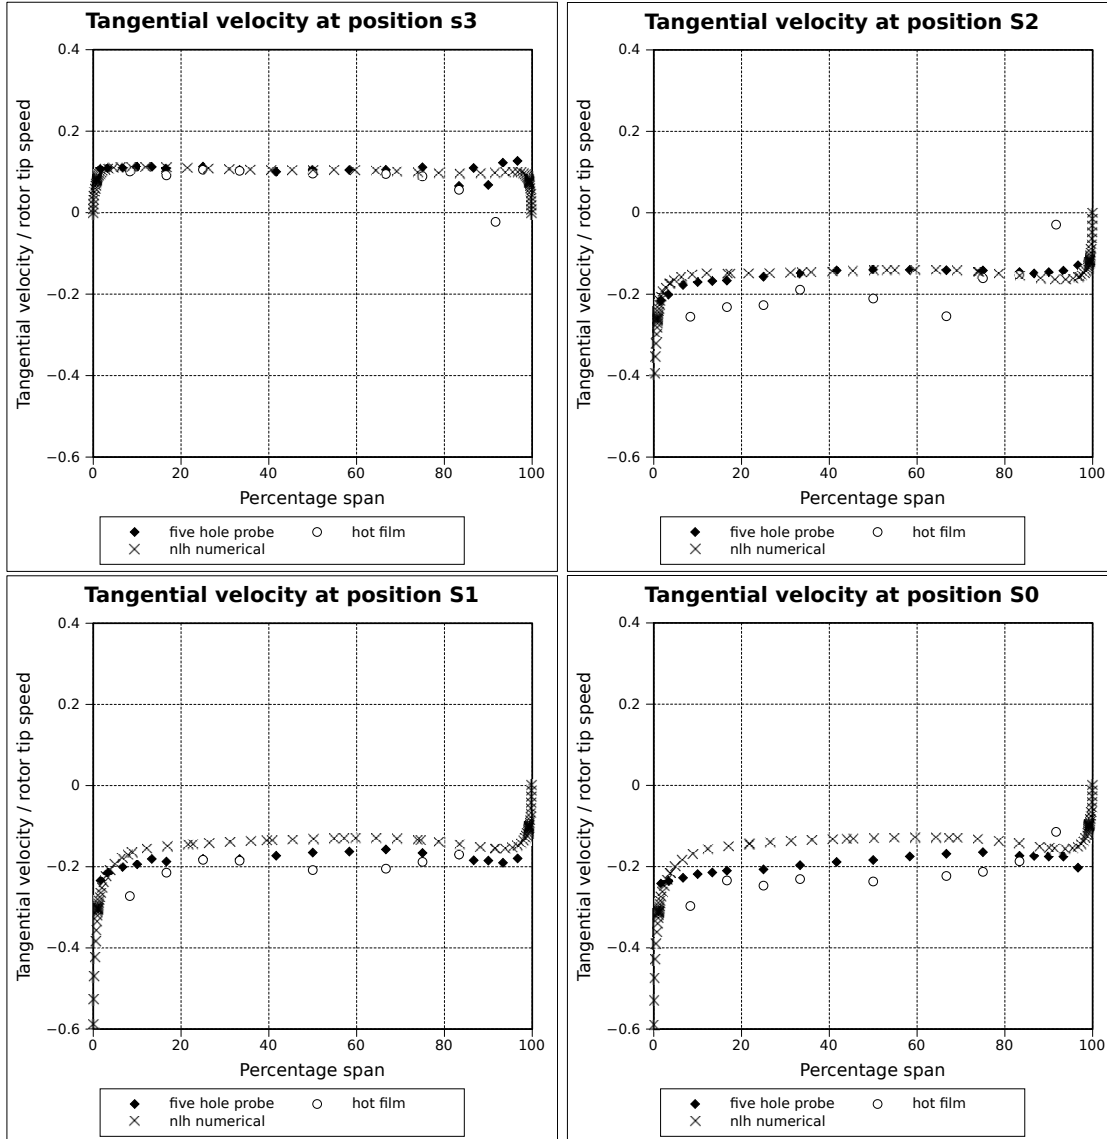 Tangential velocity at position s3
0.4
0.2
0
−0.2
−0.4
−0.6
Tangential velocity / rotor tip speed
0 20 40 60 80 100
Percentage span
five hole probe hot film
nlh numerical
Tangential velocity at position S2
0.4
0.2
0
−0.2
−0.4
−0.6
Tangential velocity / rotor tip speed
0 20 40 60 80 100
Percentage span
five hole probe hot film
nlh numerical
Tangential velocity at position S1
0.4
0.2
0
−0.2
−0.4
−0.6
Tangential velocity / rotor tip speed
0 20 40 60 80 100
Percentage span
five hole probe hot film
nlh numerical
Tangential velocity at position S0
0.4
0.2
0
−0.2
−0.4
−0.6
Tangential velocity / rotor tip speed
0 20 40 60 80 100
Percentage span
five hole probe hot film
nlh numerical